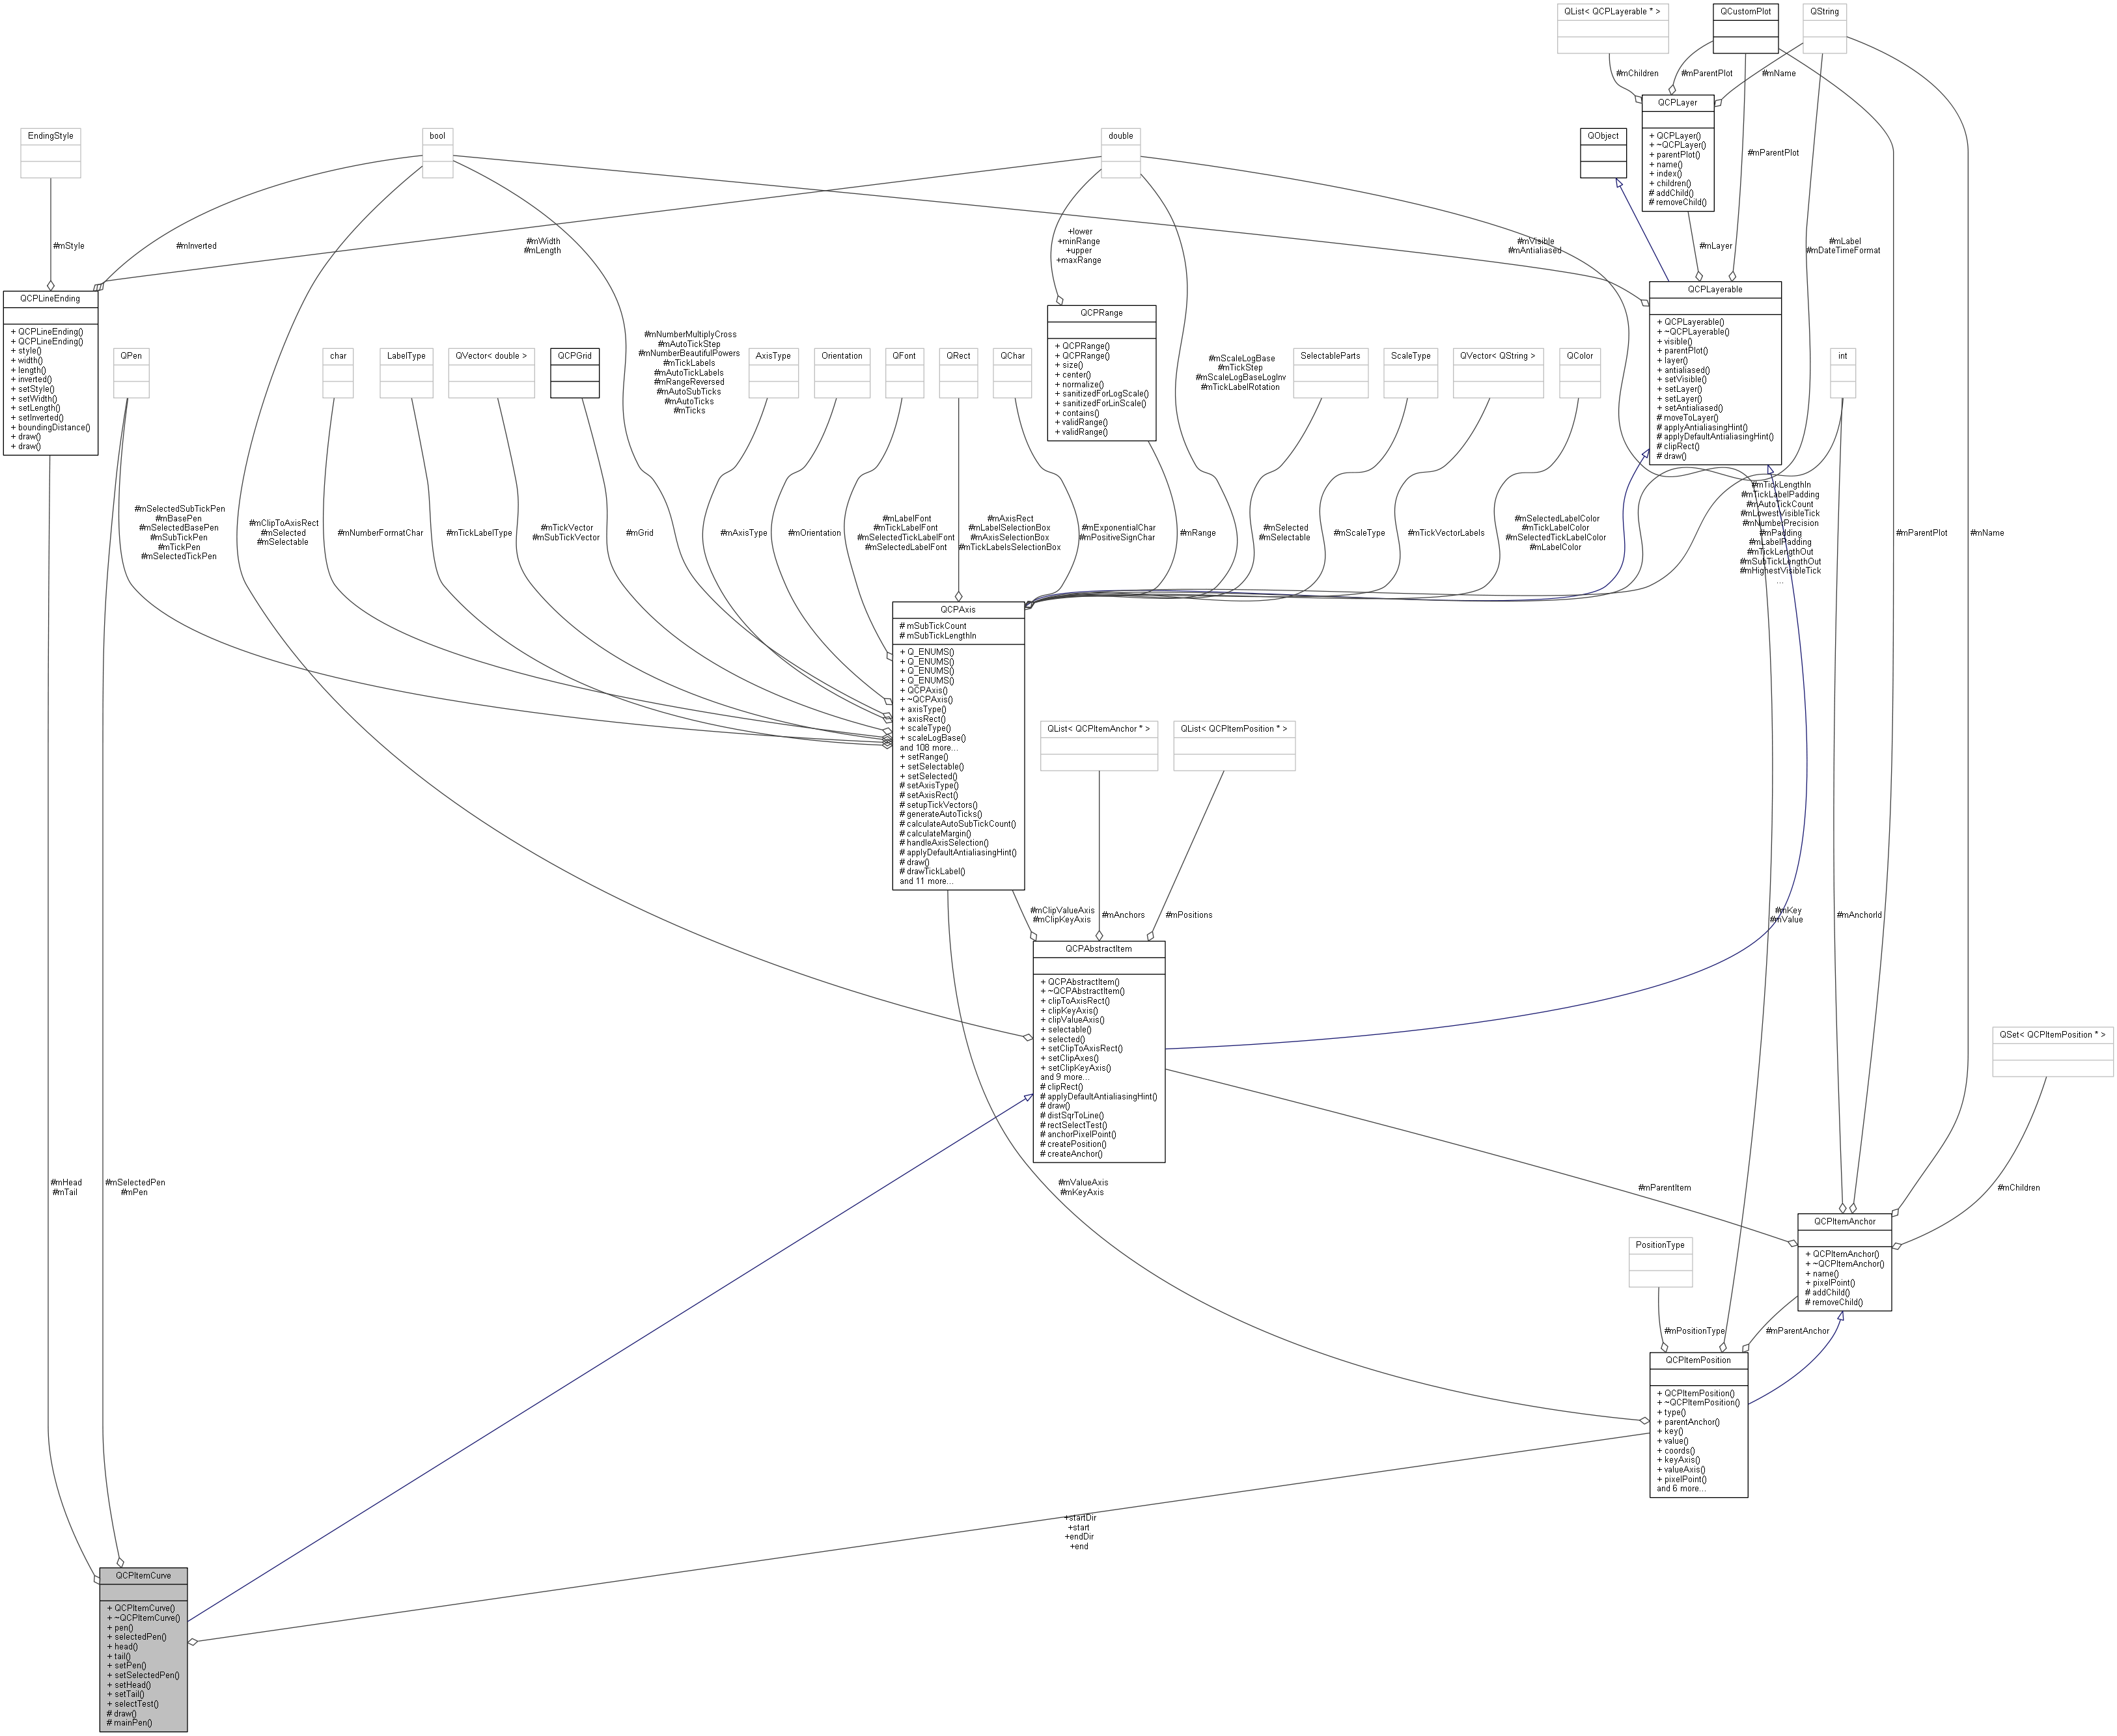 QList< QCPLayerable * >
QCustomPlot
QString
#mChildren
#mParentPlot
#mName
QCPLayer
+ QCPLayer()
+ ~QCPLayer()
+ parentPlot()
+ name()
+ index()
+ children()
# addChild()
# removeChild()
EndingStyle
bool
double
QObject
#mParentPlot
#mStyle
#mInverted
#mWidth
#mLength
+lower
+minRange
+upper
+maxRange
#mVisible
#mAntialiased
#mLayer
#mLabel
#mDateTimeFormat
QCPLineEnding
+ QCPLineEnding()
+ QCPLineEnding()
+ style()
+ width()
+ length()
+ inverted()
+ setStyle()
+ setWidth()
+ setLength()
+ setInverted()
+ boundingDistance()
+ draw()
+ draw()
QCPRange
+ QCPRange()
+ QCPRange()
+ size()
+ center()
+ normalize()
+ sanitizedForLogScale()
+ sanitizedForLinScale()
+ contains()
+ validRange()
+ validRange()
QCPLayerable
+ QCPLayerable()
+ ~QCPLayerable()
+ visible()
+ parentPlot()
+ layer()
+ antialiased()
+ setVisible()
+ setLayer()
+ setLayer()
+ setAntialiased()
# moveToLayer()
# applyAntialiasingHint()
# applyDefaultAntialiasingHint()
# clipRect()
# draw()
QPen
char
LabelType
QVector< double >
QCPGrid
#mNumberMultiplyCross
#mAutoTickStep
#mNumberBeautifulPowers
#mTickLabels
#mAutoTickLabels
#mRangeReversed
#mAutoSubTicks
#mAutoTicks
#mTicks
AxisType
Orientation
QFont
QRect
QChar
#mScaleLogBase
#mTickStep
#mScaleLogBaseLogInv
#mTickLabelRotation
SelectableParts
ScaleType
QVector< QString >
QColor
int
#mSelectedSubTickPen
#mBasePen
#mSelectedBasePen
#mSubTickPen
#mTickPen
#mSelectedTickPen
#mClipToAxisRect
#mSelected
#mSelectable
#mNumberFormatChar
#mTickLabelType
#mTickVector
#mSubTickVector
#mGrid
#mAxisType
#mOrientation
#mLabelFont
#mTickLabelFont
#mSelectedTickLabelFont
#mSelectedLabelFont
#mAxisRect
#mLabelSelectionBox
#mAxisSelectionBox
#mTickLabelsSelectionBox
#mExponentialChar
#mPositiveSignChar
#mRange
#mSelected
#mSelectable
#mScaleType
#mTickVectorLabels
#mSelectedLabelColor
#mTickLabelColor
#mSelectedTickLabelColor
#mLabelColor
#mTickLengthIn
#mTickLabelPadding
#mAutoTickCount
#mLowestVisibleTick
#mNumberPrecision
#mPadding
#mLabelPadding
#mTickLengthOut
#mSubTickLengthOut
#mHighestVisibleTick
...
#mParentPlot
#mName
QCPAxis
# mSubTickCount
# mSubTickLengthIn
+ Q_ENUMS()
+ Q_ENUMS()
+ Q_ENUMS()
+ Q_ENUMS()
+ QCPAxis()
+ ~QCPAxis()
+ axisType()
+ axisRect()
+ scaleType()
+ scaleLogBase()
and 108 more...
+ setRange()
+ setSelectable()
+ setSelected()
# setAxisType()
# setAxisRect()
# setupTickVectors()
# generateAutoTicks()
# calculateAutoSubTickCount()
# calculateMargin()
# handleAxisSelection()
# applyDefaultAntialiasingHint()
# draw()
# drawTickLabel()
and 11 more...
QList< QCPItemAnchor * >
QList< QCPItemPosition * >
#mClipValueAxis
#mClipKeyAxis
#mAnchors
#mPositions
#mKey
#mValue
#mAnchorId
QCPAbstractItem
+ QCPAbstractItem()
+ ~QCPAbstractItem()
+ clipToAxisRect()
+ clipKeyAxis()
+ clipValueAxis()
+ selectable()
+ selected()
+ setClipToAxisRect()
+ setClipAxes()
+ setClipKeyAxis()
and 9 more...
# clipRect()
# applyDefaultAntialiasingHint()
# draw()
# distSqrToLine()
# rectSelectTest()
# anchorPixelPoint()
# createPosition()
# createAnchor()
QSet< QCPItemPosition * >
#mHead
#mTail
#mSelectedPen
#mPen
#mValueAxis
#mKeyAxis
#mParentItem
#mChildren
QCPItemAnchor
+ QCPItemAnchor()
+ ~QCPItemAnchor()
+ name()
+ pixelPoint()
# addChild()
# removeChild()
PositionType
#mPositionType
#mParentAnchor
QCPItemPosition
+ QCPItemPosition()
+ ~QCPItemPosition()
+ type()
+ parentAnchor()
+ key()
+ value()
+ coords()
+ keyAxis()
+ valueAxis()
+ pixelPoint()
and 6 more...
+startDir
+start
+endDir
+end
QCPItemCurve
+ QCPItemCurve()
+ ~QCPItemCurve()
+ pen()
+ selectedPen()
+ head()
+ tail()
+ setPen()
+ setSelectedPen()
+ setHead()
+ setTail()
+ selectTest()
# draw()
# mainPen()